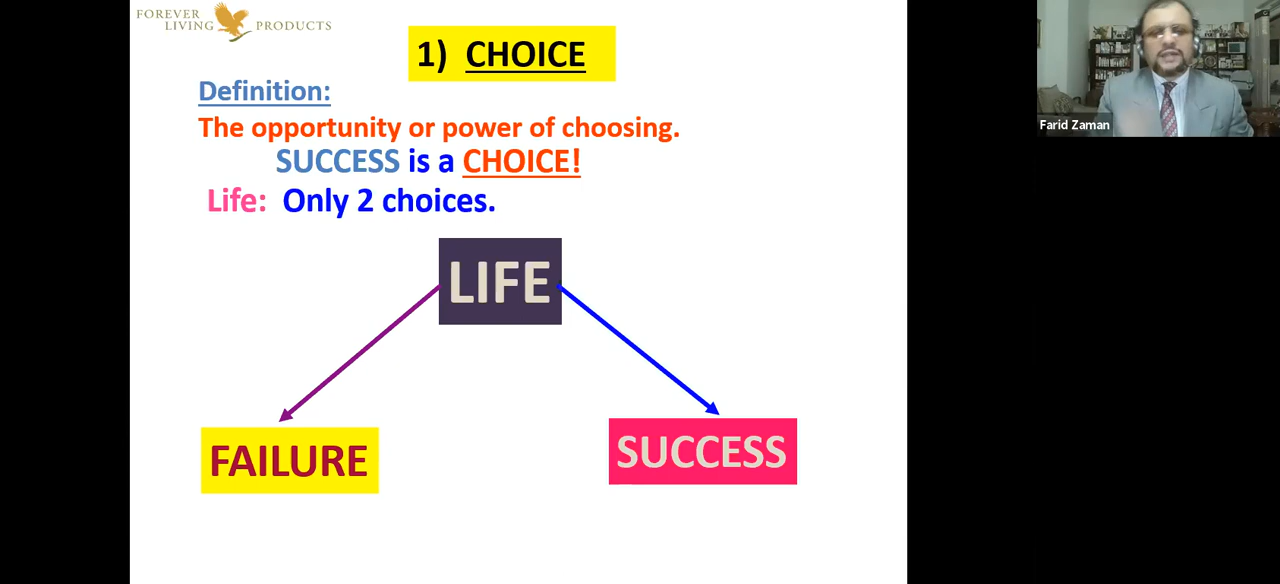 FOREVER
LIVING PRODUCTS
1) CHOICE
Definition:
The opportunity or power of choosing.
SUCCESS is a CHOICE!
Life: Only 2 choices.
LIFE
FAILURE
SUCCESS
Farid Zaman